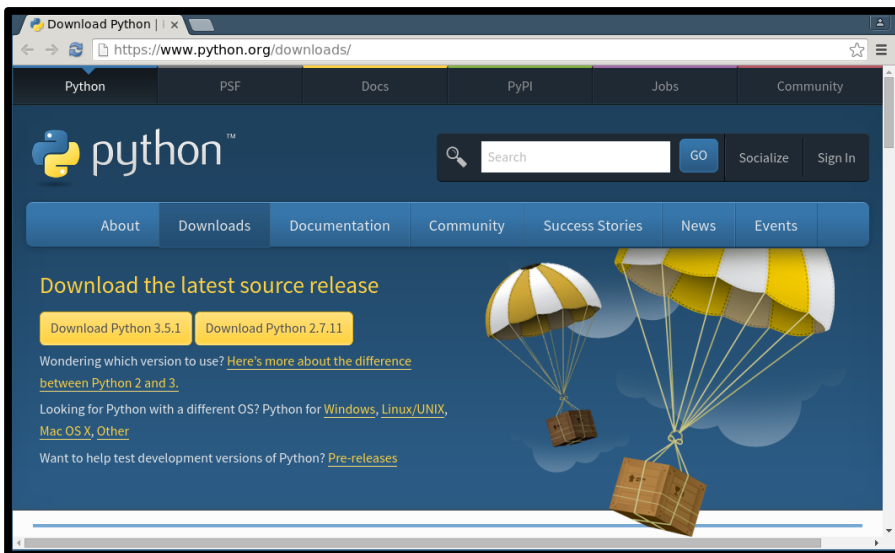 Download Python |
https://www.python.org/downloads/
Python PSF Docs PyPI Jobs Community
python™
Search GO Socialize Sign In
About Downloads Documentation Community Success Stories News Events
Download the latest source release
Download Python 3.5.1 Download Python 2.7.11
Wondering which version to use? Here's more about the difference
between Python 2 and 3.
Looking for Python with a different OS? Python for Windows, Linux/UNIX,
Mac OS X, Other
Want to help test development versions of Python? Pre-releases